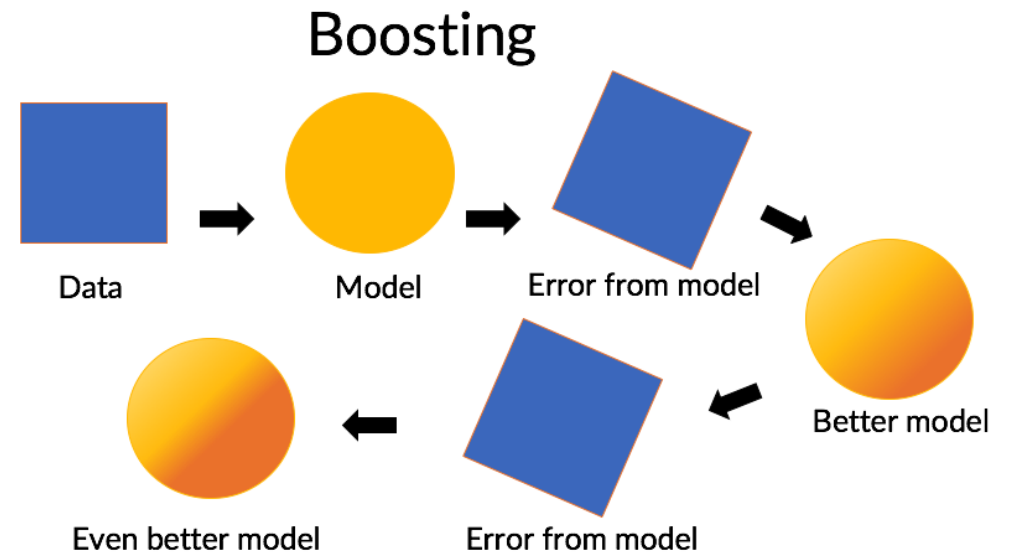 Boosting
Data
Model
Error from model
Better model
Error from model
Even better model